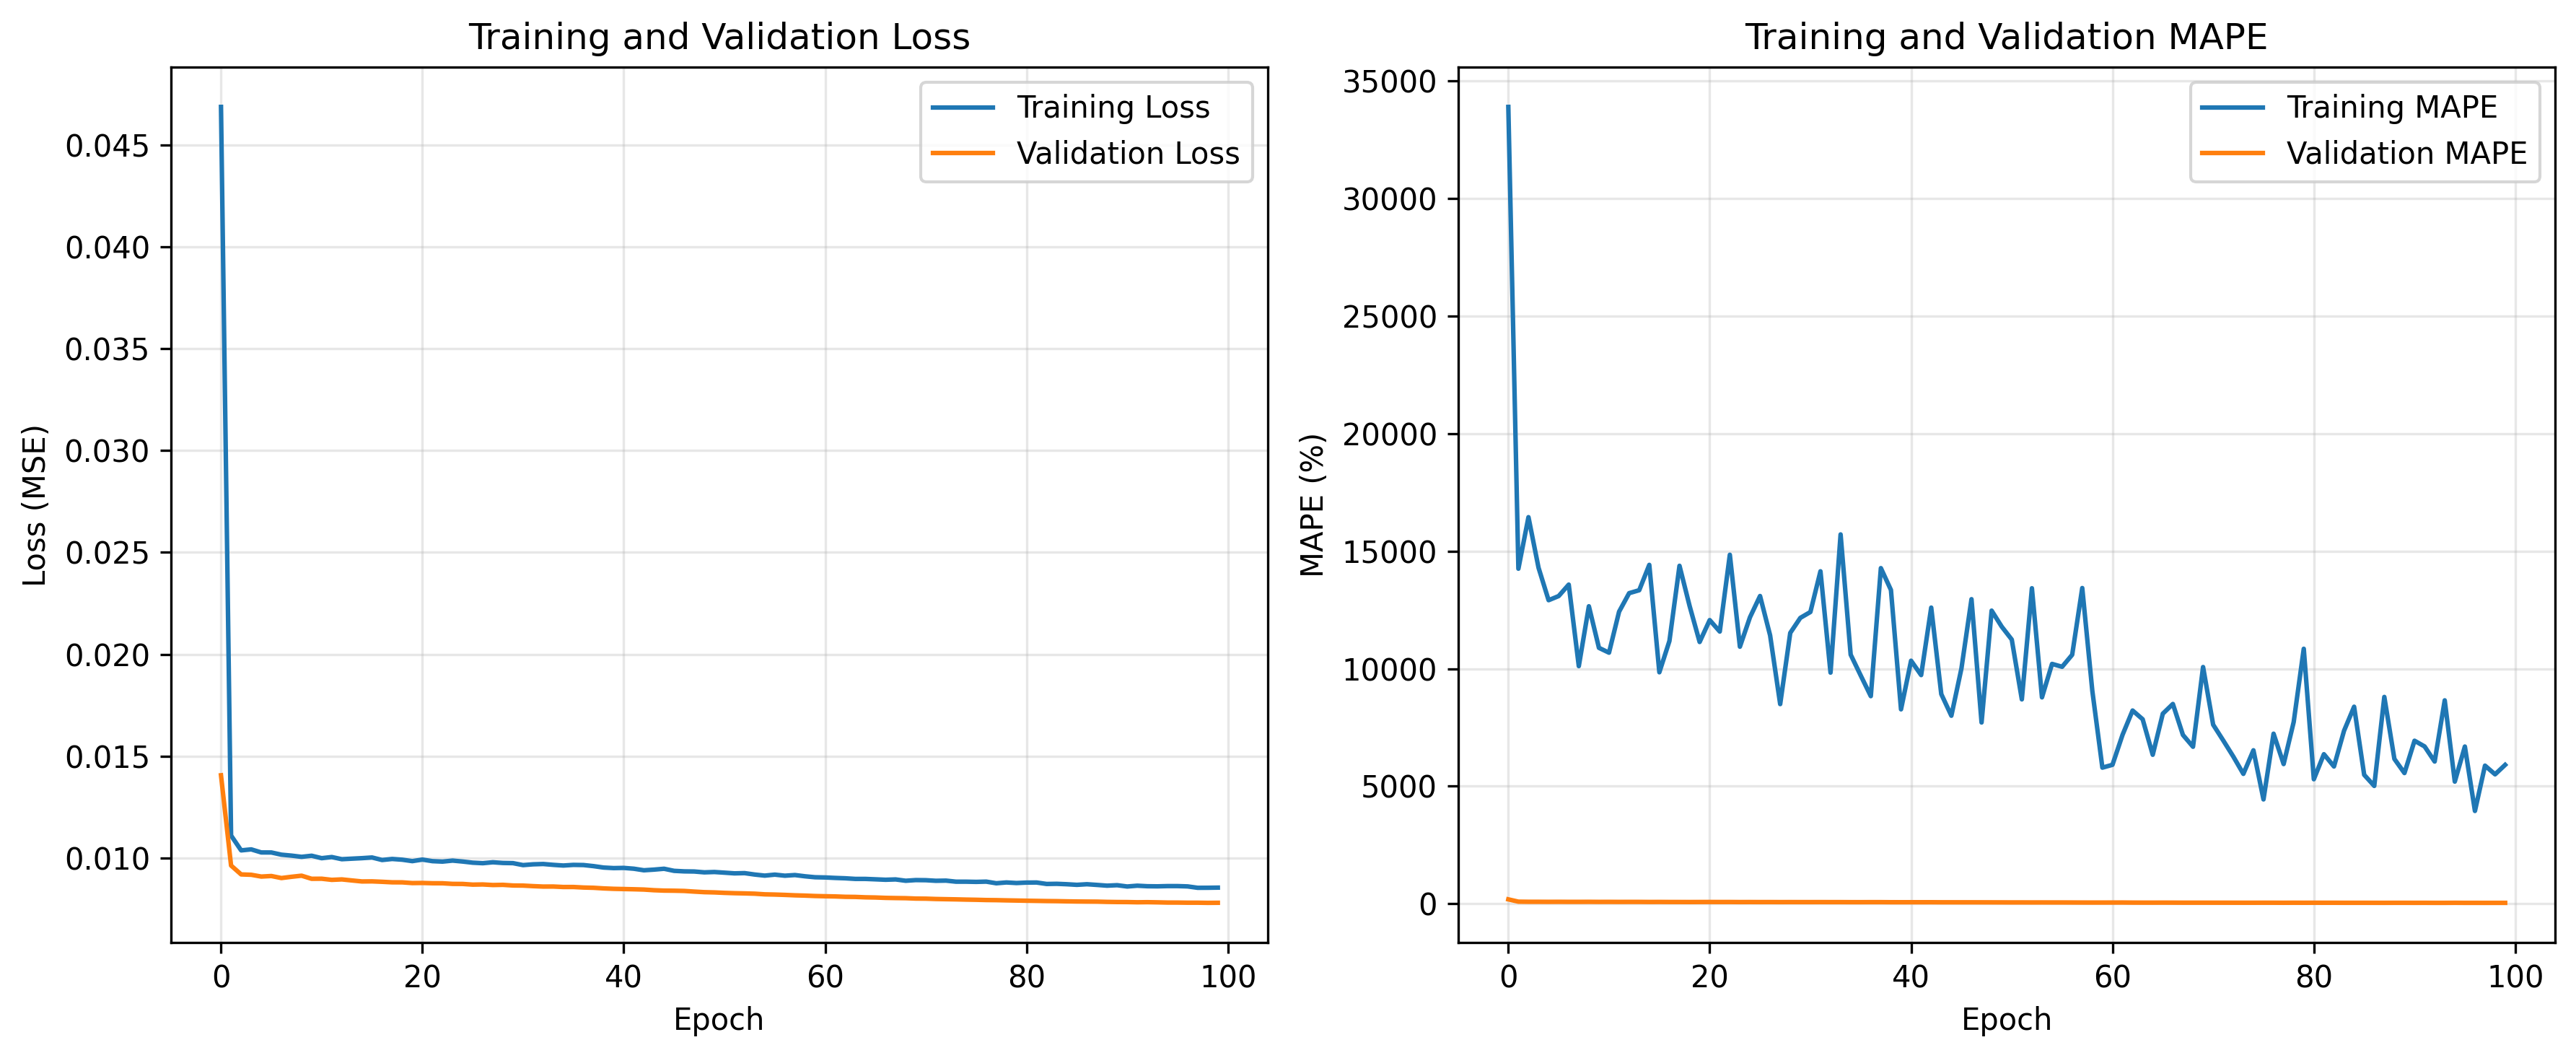 Training and Validation Loss
Training Loss
Validation Loss
0.045
0.040
0.035
0.030
0.025
0.020
0.015
0.010
Loss (MSE)
0 20 40 60 80 100
Epoch
Training and Validation MAPE
Training MAPE
Validation MAPE
35000
30000
25000
20000
15000
10000
5000
0
MAPE (%)
0 20 40 60 80 100
Epoch